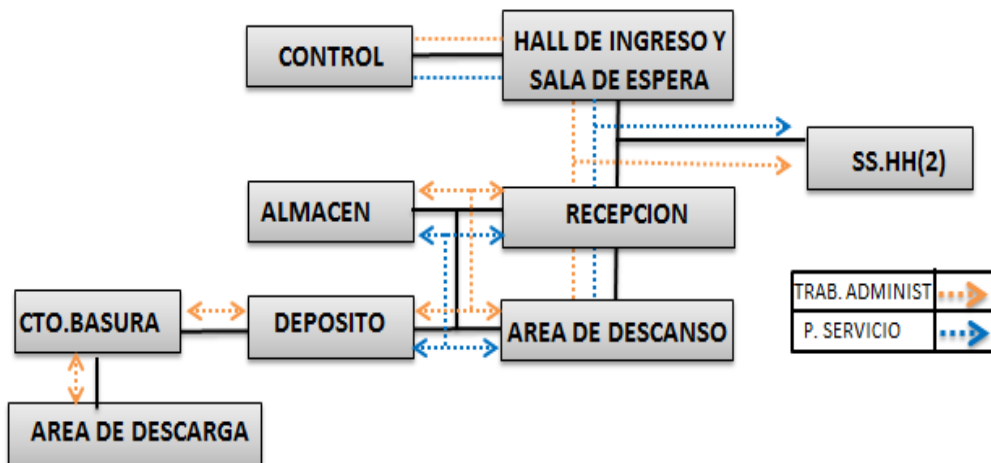 CONTROL
HALL DE INGRESO Y
SALA DE ESPERA
SS.HH(2)
ALMACEN
RECPCION
CTO.BASURA
DEPOSITO
AREA DE DESCANSO
TRAB. ADMINIST
P. SERVICIO
AREA DE DESCARGA